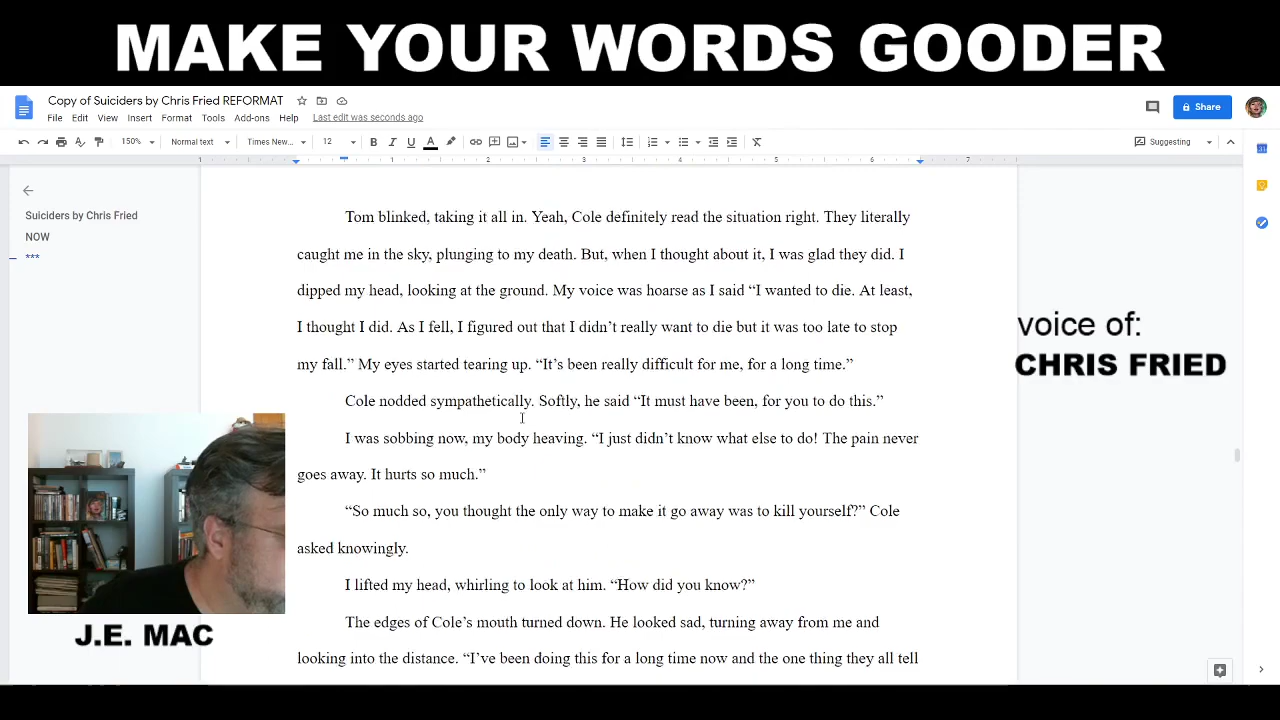 MAKE YOUR WORDS GOODER
Copy of Suiciders by Chris Fried REFORMAT
File Edit View Insert Format Tools Add-ons Help Last edit was seconds ago
Share
150% Normal text Times New... 12 B I U A Suggesting
1 1 2 3 4 5 6 7
Suiciders by Chris Fried
NOW
***
Tom blinked, taking it all in. Yeah, Cole definitely read the situation right. They literally
caught me in the sky, plunging to my death. But, when I thought about it, I was glad they did. I
dipped my head, looking at the ground. My voice was hoarse as I said “I wanted to die. At least,
I thought I did. As I fell, I figured out that I didn’t really want to die but it was too late to stop
my fall.” My eyes started tearing up. “It’s been really difficult for me, for a long time.”
Cole nodded sympathetically. Softly, he said “It must have been, for you to do this.”
I was sobbing now, my body heaving. “I just didn’t know what else to do! The pain never
goes away. It hurts so much.”
“So much so, you thought the only way to make it go away was to kill yourself?” Cole
asked knowingly.
I lifted my head, whirling to look at him. “How did you know?”
The edges of Cole’s mouth turned down. He looked sad, turning away from me and
looking into the distance. “I’ve been doing this for a long time now and the one thing they all tell
voice of:
CHRIS FRIED
J.E. MAC